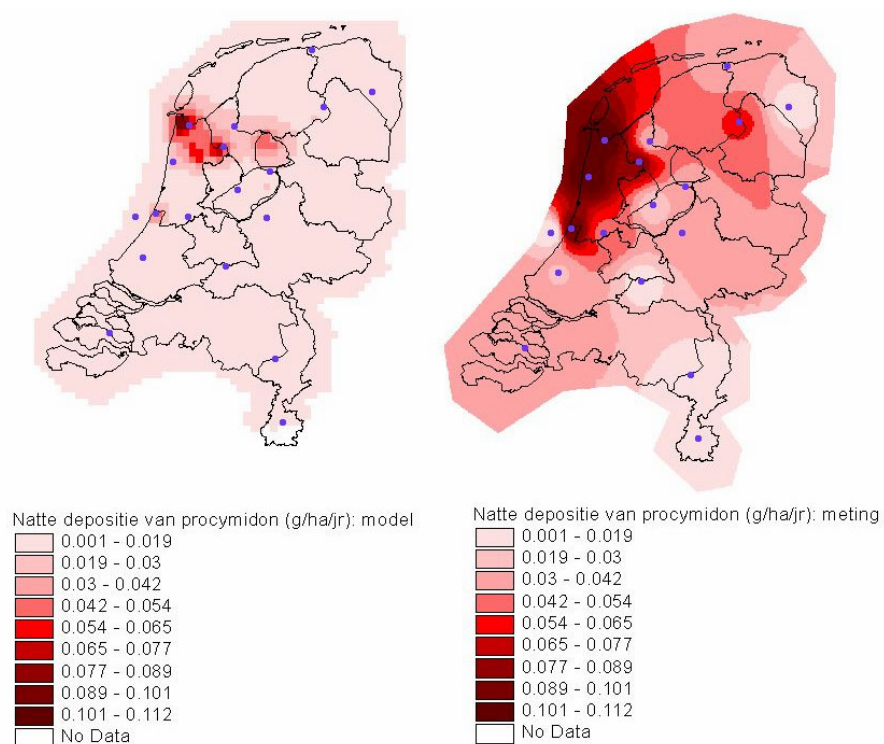 Natte depositie van procymidon (g/ha/jr): model
0.001 - 0.019
0.019 - 0.03
0.03 - 0.042
0.042 - 0.054
0.054 - 0.065
0.065 - 0.077
0.077 - 0.089
0.089 - 0.101
0.101 - 0.112
No Data
Natte depositie van procymidon (g/ha/jr): meting
0.001 - 0.019
0.019 - 0.03
0.03 - 0.042
0.042 - 0.054
0.054 - 0.065
0.065 - 0.077
0.077 - 0.089
0.089 - 0.101
0.101 - 0.112
No Data